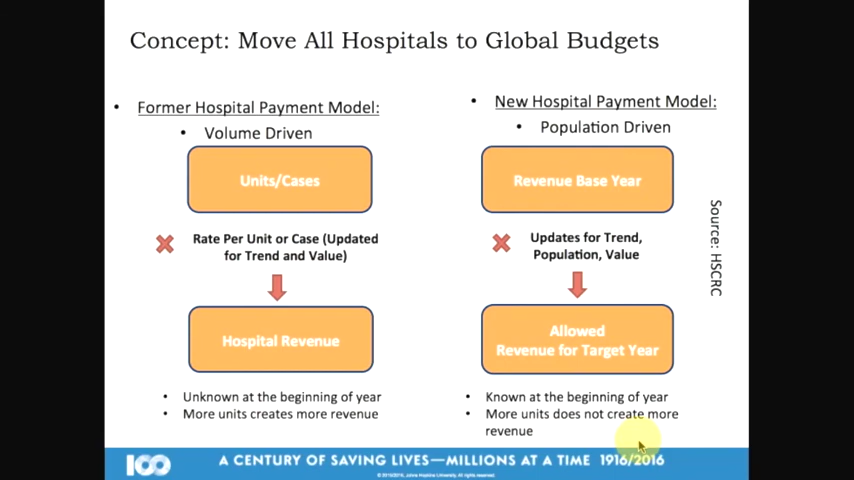 Concept: Move All Hospitals to Global Budgets
• Former Hospital Payment Model:
• Volume Driven
Units/Cases
Rate Per Unit or Case (Updated
for Trend and Value)
Hospital Revenue
• Unknown at the beginning of year
• More units creates more revenue
• New Hospital Payment Model:
• Population Driven
Revenue Base Year
Updates for Trend,
Population, Value
Allowed
Revenue for Target Year
• Known at the beginning of year
• More units does not create more
revenue
Source: HSCRC
100
A CENTURY OF SAVING LIVES—MILLIONS AT A TIME 1916/2016